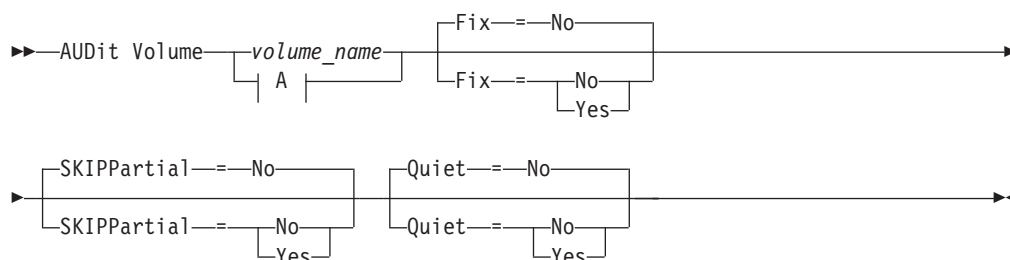 Fix = No
AUDit Volume volume_name
A Fix = No
Yes
SKIPPartial = No Quiet = No
SKIPPartial = No Quiet = No
Yes Yes